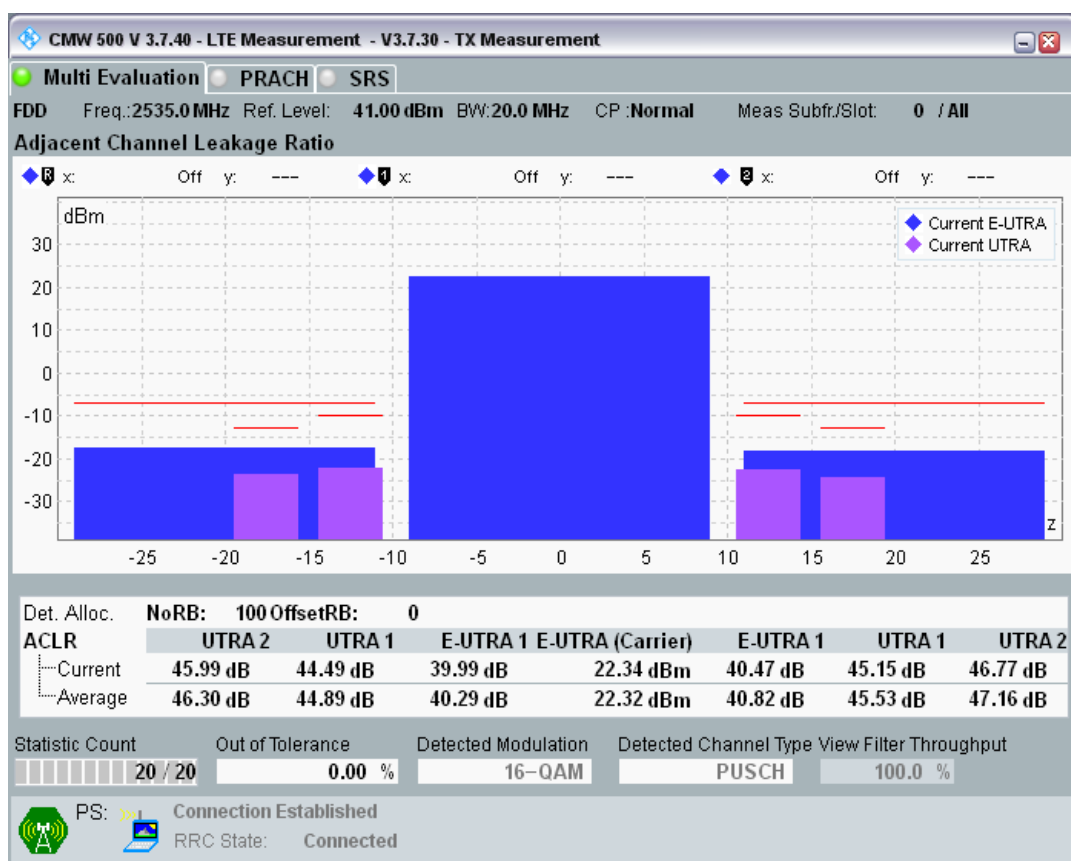 CMW 500 V 3.7.40 - LTE Measurement - V3.7.30 - TX Measurement
Multi Evaluation PRACH SRS
FDD Freq.:2535.0 MHz Ref. Level: 41.00 dBm BW:20.0 MHz CP :Normal Meas Subfr./Slot: 0 / All
Adjacent Channel Leakage Ratio
R x: Off y: --- 1 x: Off y: --- 2 x: Off y: ---
dBm
Current E-UTRA
Current UTRA
30
20
10
0
-10
-20
-30
z
-25 -20 -15 -10 -5 0 5 10 15 20 25
Det. Alloc. NoRB: 100 OffsetRB: 0
ACLR UTRA 2 UTRA 1 E-UTRA 1 E-UTRA (Carrier) E-UTRA 1 UTRA 1 UTRA 2
Current 45.99 dB 44.49 dB 39.99 dB 22.34 dBm 40.47 dB 45.15 dB 46.77 dB
Average 46.30 dB 44.89 dB 40.29 dB 22.32 dBm 40.82 dB 45.53 dB 47.16 dB
Statistic Count Out of Tolerance Detected Modulation Detected Channel Type View Filter Throughput
20 / 20 0.00 % 16-QAM PUSCH 100.0 %
PS: Connection Established
RRC State: Connected